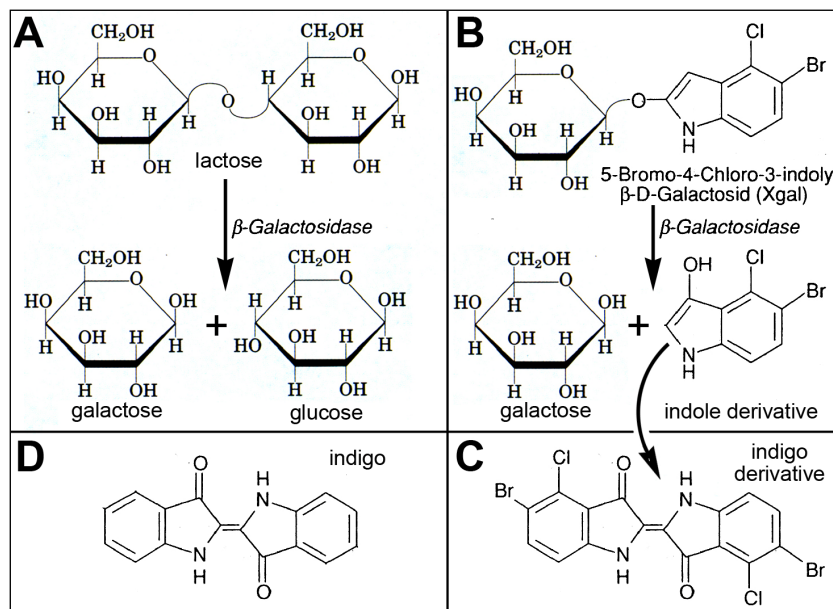 A
CH₂OH
O
HO
H
OH
H
H
H
OH
O
CH₂OH
O
H
H
OH
H
OH
H
H
OH
lactose
β-Galactosidase
CH₂OH
O
HO
H
OH
H
OH
H
H
OH
galactose
+
CH₂OH
O
H
H
OH
HO
OH
H
H
H
OH
glucose
B
CH₂OH
O
HO
H
OH
H
H
H
H
OH
O
Cl
Br
N
H
5-Bromo-4-Chloro-3-indoly
β-D-Galactosid (Xgal)
β-Galactosidase
CH₂OH
O
HO
H
OH
H
OH
H
H
H
OH
galactose
+
OH
Cl
Br
N
H
indole derivative
D
indigo
O
H
N
N
H
O
C
indigo
derivative
Cl
Br
O
H
N
N
H
O
Br
Cl